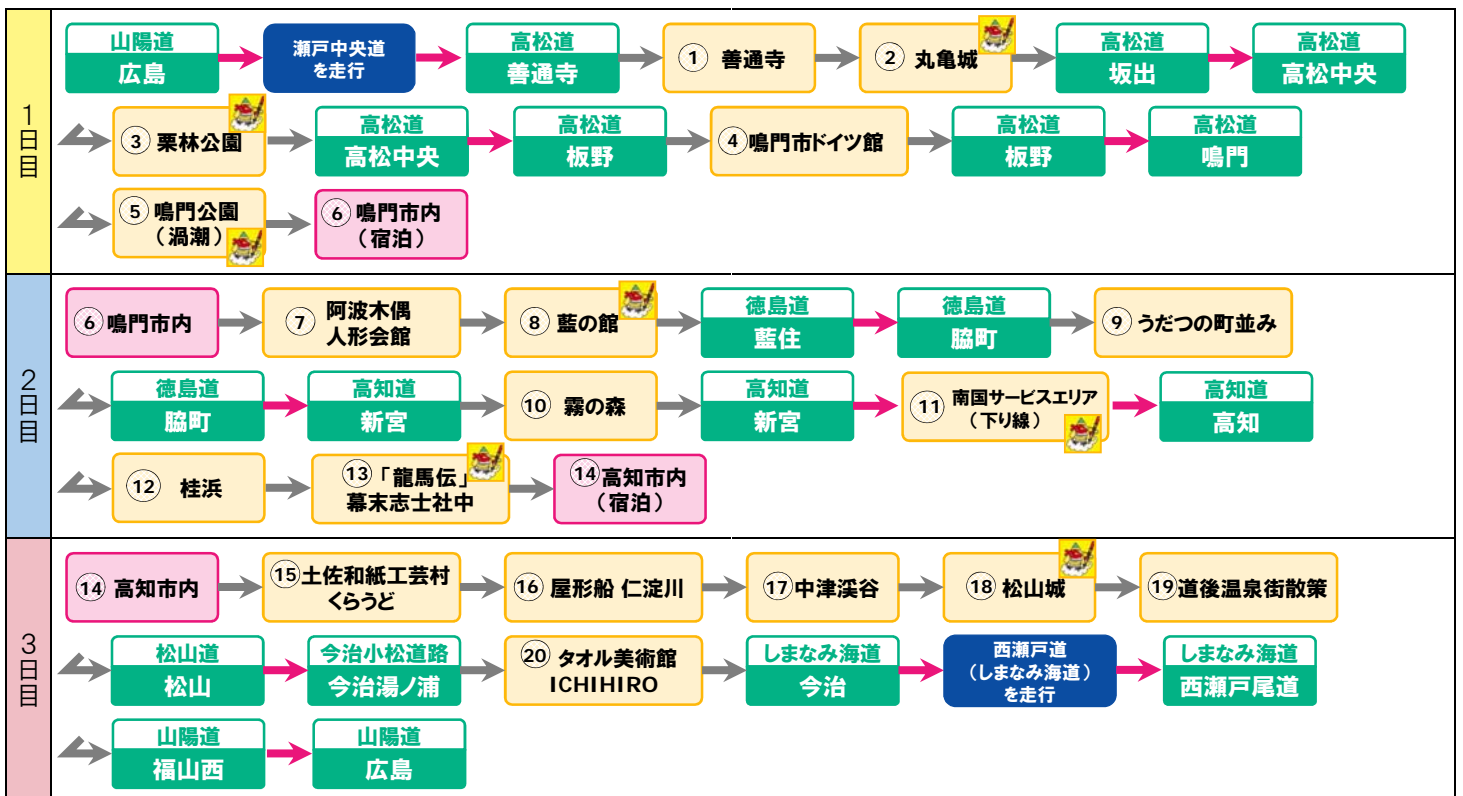 1日目
山陽道
広島
瀬戸中央道
を走行
高松道
善通寺
① 善通寺
② 丸亀城
高松道
坂出
高松道
高松中央
③ 栗林公園
高松道
高松中央
高松道
板野
④ 鳴門市ドイツ館
高松道
板野
高松道
鳴門
⑤ 鳴門公園
（渦潮）
⑥ 鳴門市内
（宿泊）
2日目
⑥ 鳴門市内
⑦ 阿波木偶
人形会館
⑧ 藍の館
徳島道
藍住
徳島道
脇町
⑨ うだつの町並み
徳島道
脇町
高知道
新宮
⑩ 霧の森
高知道
新宮
⑪ 南国サービスエリア
（下り線）
高知道
高知
⑫ 桂浜
⑬ 「龍馬伝」
幕末志士社中
⑭ 高知市内
（宿泊）
3日目
⑭ 高知市内
⑮ 土佐和紙工芸村
くらうど
⑯ 屋形船 仁淀川
⑰ 中津渓谷
⑱ 松山城
⑲ 道後温泉街散策
松山道
松山
今治小松道路
今治湯ノ浦
⑳ タオル美術館
ICHIHIRO
しまなみ海道
今治
西瀬戸道
（しまなみ海道）
を走行
しまなみ海道
西瀬戸尾道
山陽道
福山西
山陽道
広島